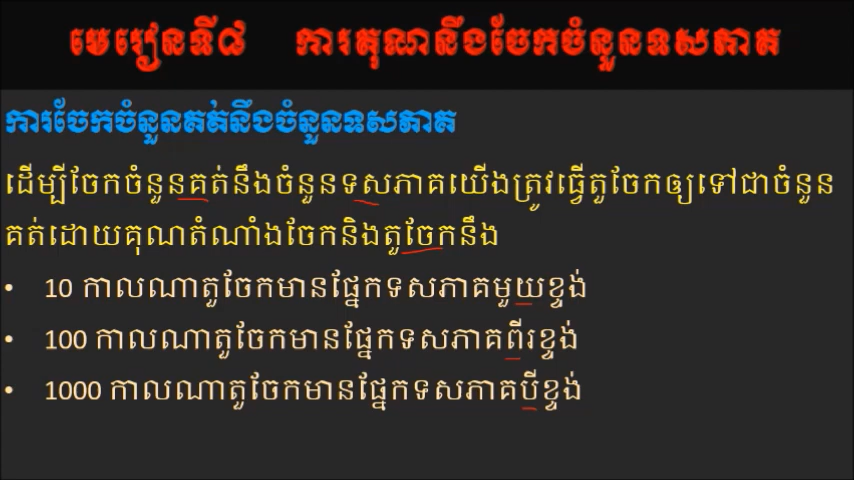 មេរៀនទី៨ ការគុណនឹងចែកចំនួនទសភាគ
ការចែកចំនួនគត់នឹងចំនួនទសភាគ
ដើម្បីចែកចំនួនគត់នឹងចំនួនទសភាគយើងត្រូវធ្វើតួចែកឲ្យទៅជាចំនួន
គត់ដោយគុណតំណាំងចែកនិងតួចែកនឹង
• 10 កាលណាតួចែកមានផ្នែកទសភាគមួយខ្ទង់
• 100 កាលណាតួចែកមានផ្នែកទសភាគពីរខ្ទង់
• 1000 កាលណាតួចែកមានផ្នែកទសភាគបីខ្ទង់